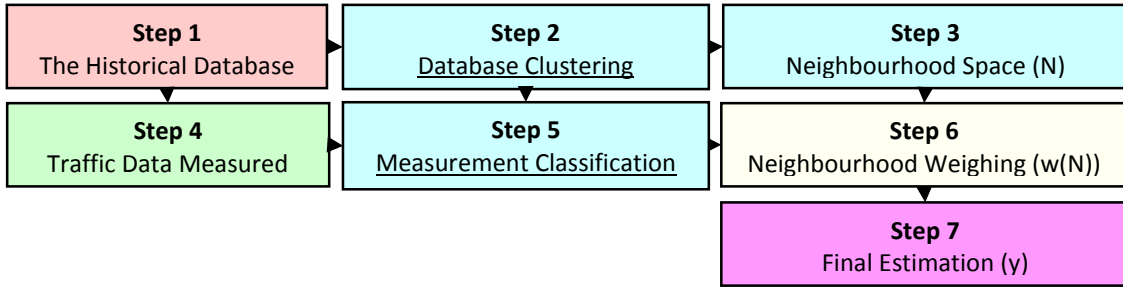 Step 1
The Historical Database
Step 2
Database Clustering
Step 3
Neighbourhood Space (N)
Step 4
Traffic Data Measured
Step 5
Measurement Classification
Step 6
Neighbourhood Weighing (w(N))
Step 7
Final Estimation (y)